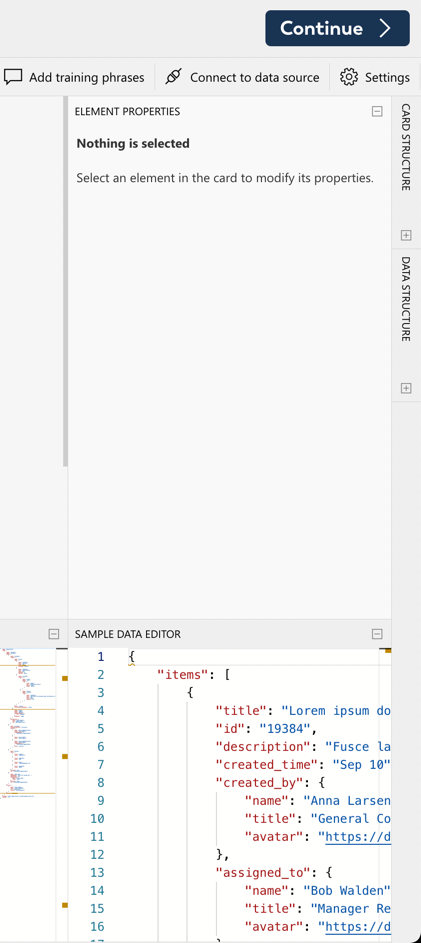 Continue
Add training phrases
Connect to data source
Settings
ELEMENT PROPERTIES
Nothing is selected
Select an element in the card to modify its properties.
CARD STRUCTURE
DATA STRUCTURE
SAMPLE DATA EDITOR
1 {
2 "items": [
3 {
4 "title": "Lorem ipsum do
5 "id": "19384",
6 "description": "Fusce la
7 "created_time": "Sep 10"
8 "created_by": {
9 "name": "Anna Larsen
10 "title": "General Co
11 "avatar": "https://d
12 },
13 "assigned_to": {
14 "name": "Bob Walden"
15 "title": "Manager Re
16 "avatar": "https://d